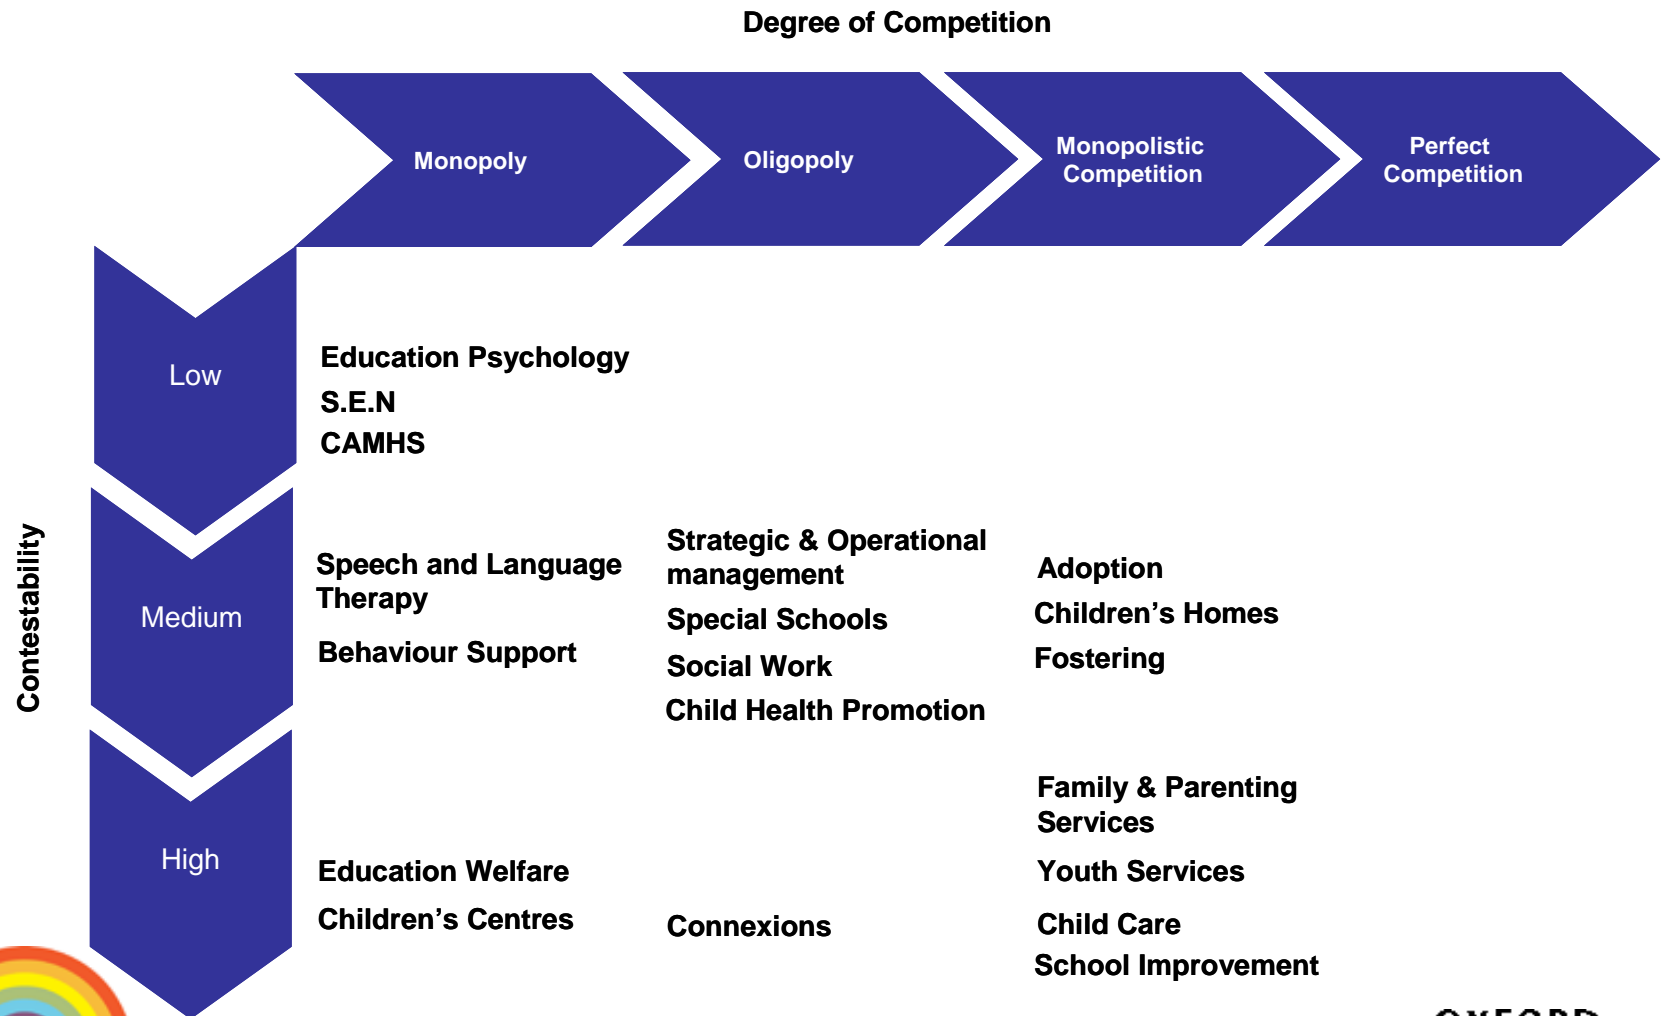 Degree of Competition
Monopoly
Oligopoly
Monopolistic
Competition
Perfect
Competition
Contestability
Low
Education Psychology
S.E.N
CAMHS
Medium
Speech and Language
Therapy
Behaviour Support
Strategic & Operational
management
Special Schools
Social Work
Child Health Promotion
Adoption
Children's Homes
Fostering
High
Education Welfare
Children's Centres
Connexions
Family & Parenting
Services
Youth Services
Child Care
School Improvement